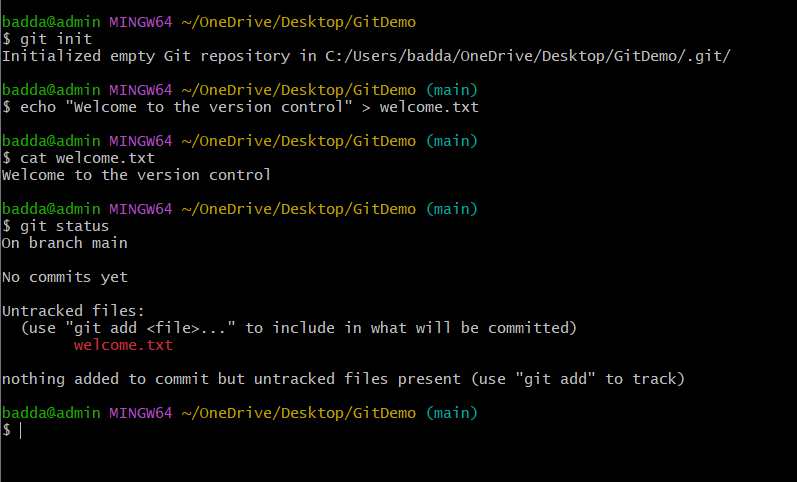 badda@admin MINGW64 ~/OneDrive/Desktop/GitDemo
$ git init
Initialized empty Git repository in C:/Users/badda/OneDrive/Desktop/GitDemo/.git/
badda@admin MINGW64 ~/OneDrive/Desktop/GitDemo (main)
$ echo "Welcome to the version control" > welcome.txt
badda@admin MINGW64 ~/OneDrive/Desktop/GitDemo (main)
$ cat welcome.txt
Welcome to the version control
badda@admin MINGW64 ~/OneDrive/Desktop/GitDemo (main)
$ git status
On branch main
No commits yet
Untracked files:
  (use "git add <file>..." to include in what will be committed)
        welcome.txt
nothing added to commit but untracked files present (use "git add" to track)
badda@admin MINGW64 ~/OneDrive/Desktop/GitDemo (main)
$